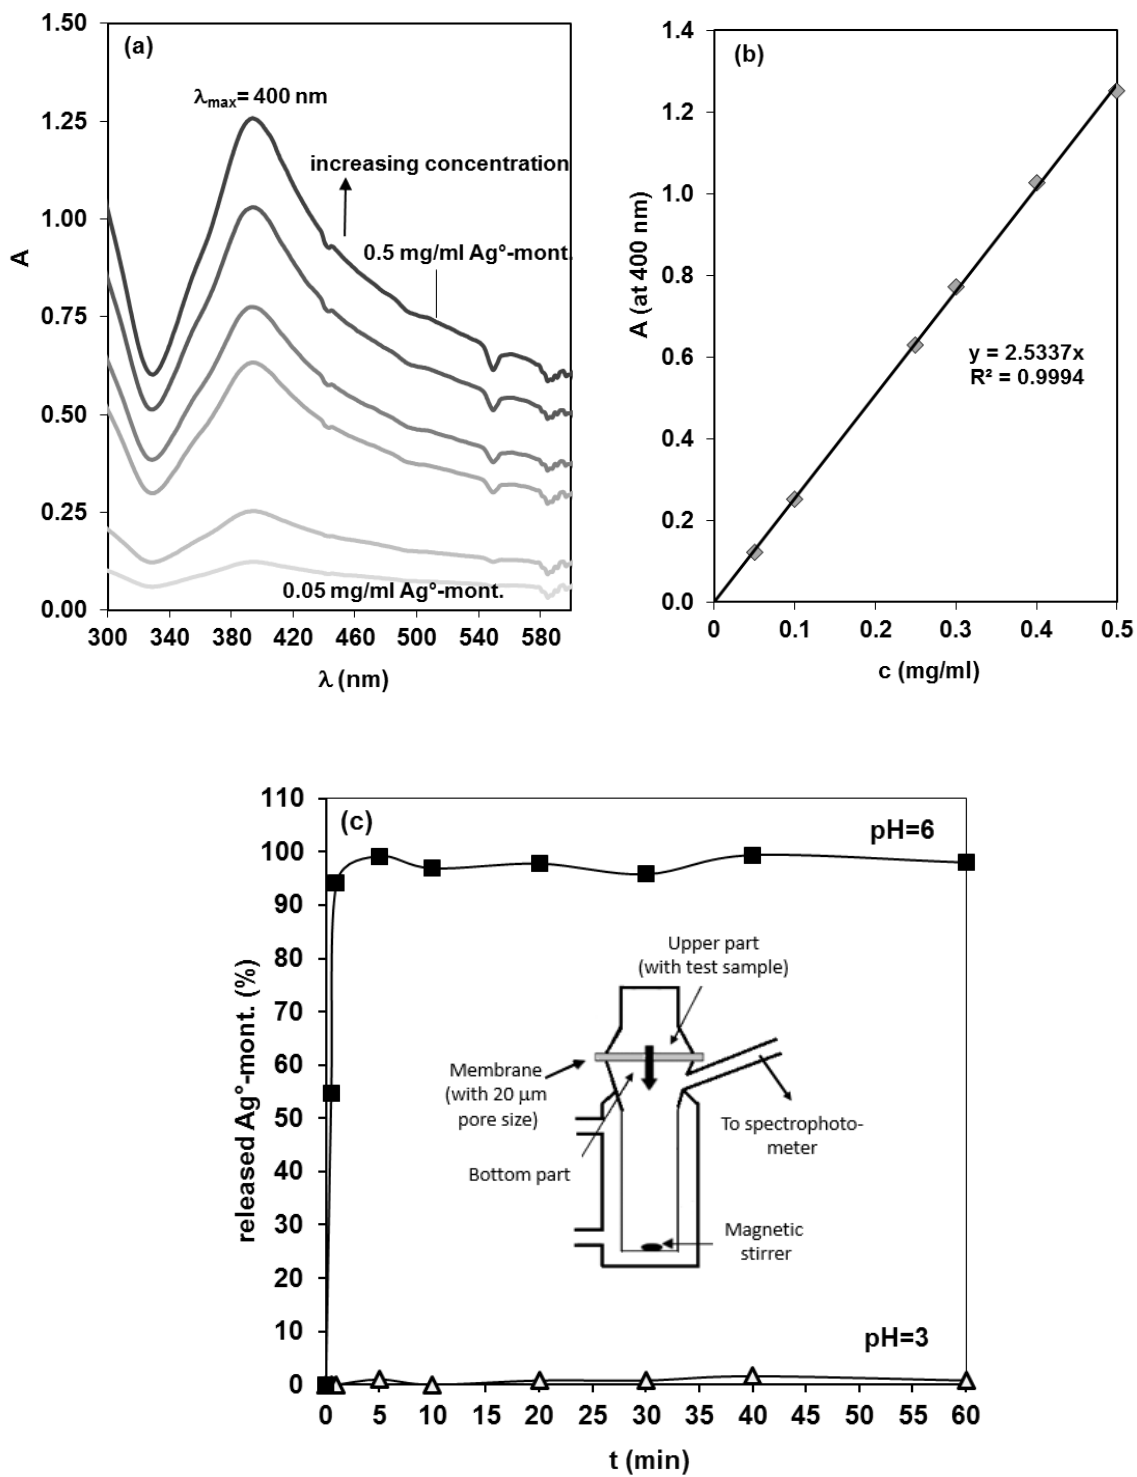 (a)
λmax= 400 nm
increasing concentration
0.5 mg/ml Ag°-mont.
0.05 mg/ml Ag°-mont.
1.50
1.25
1.00
0.75
0.50
0.25
0.00
A
300 340 380 420 460 500 540 580
λ (nm)
(b)
1.4
1.2
1.0
0.8
0.6
0.4
0.2
0.0
A (at 400 nm)
y = 2.5337x
R² = 0.9994
0 0.1 0.2 0.3 0.4 0.5
c (mg/ml)
(c)
pH=6
110
100
90
80
70
60
50
40
30
20
10
0
released Ag°-mont. (%)
Upper part
(with test sample)
Membrane
(with 20 µm
pore size)
To spectrophoto-
meter
Bottom part
Magnetic
stirrer
pH=3
0 5 10 15 20 25 30 35 40 45 50 55 60
t (min)